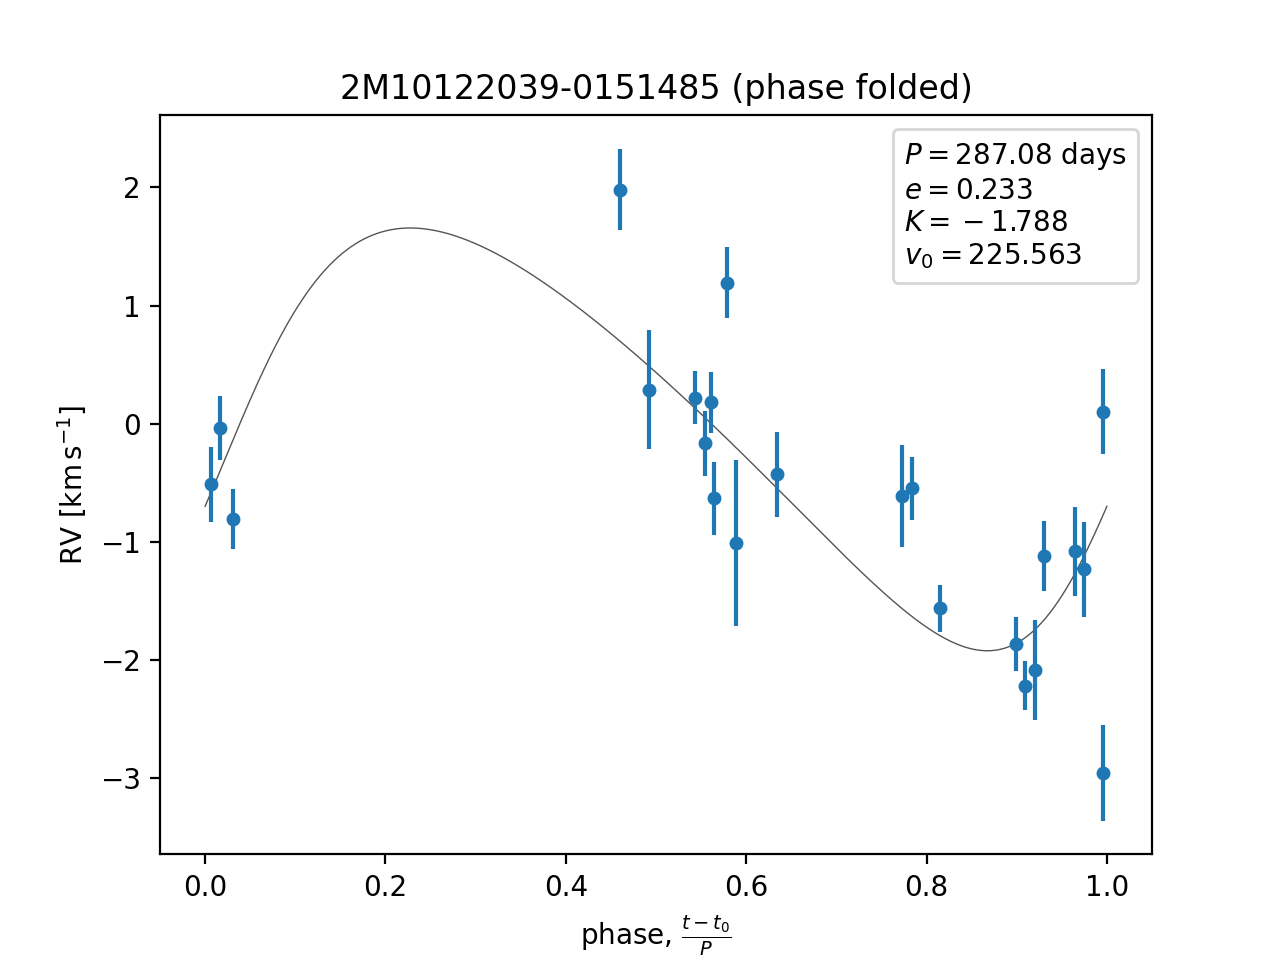 2M10122039-0151485 (phase folded)
P = 287.08 days
e = 0.233
K = −1.788
v₀ = 225.563
RV [km s⁻¹]
2
1
0
−1
−2
−3
0.0 0.2 0.4 0.6 0.8 1.0
phase, (t − t₀)/P